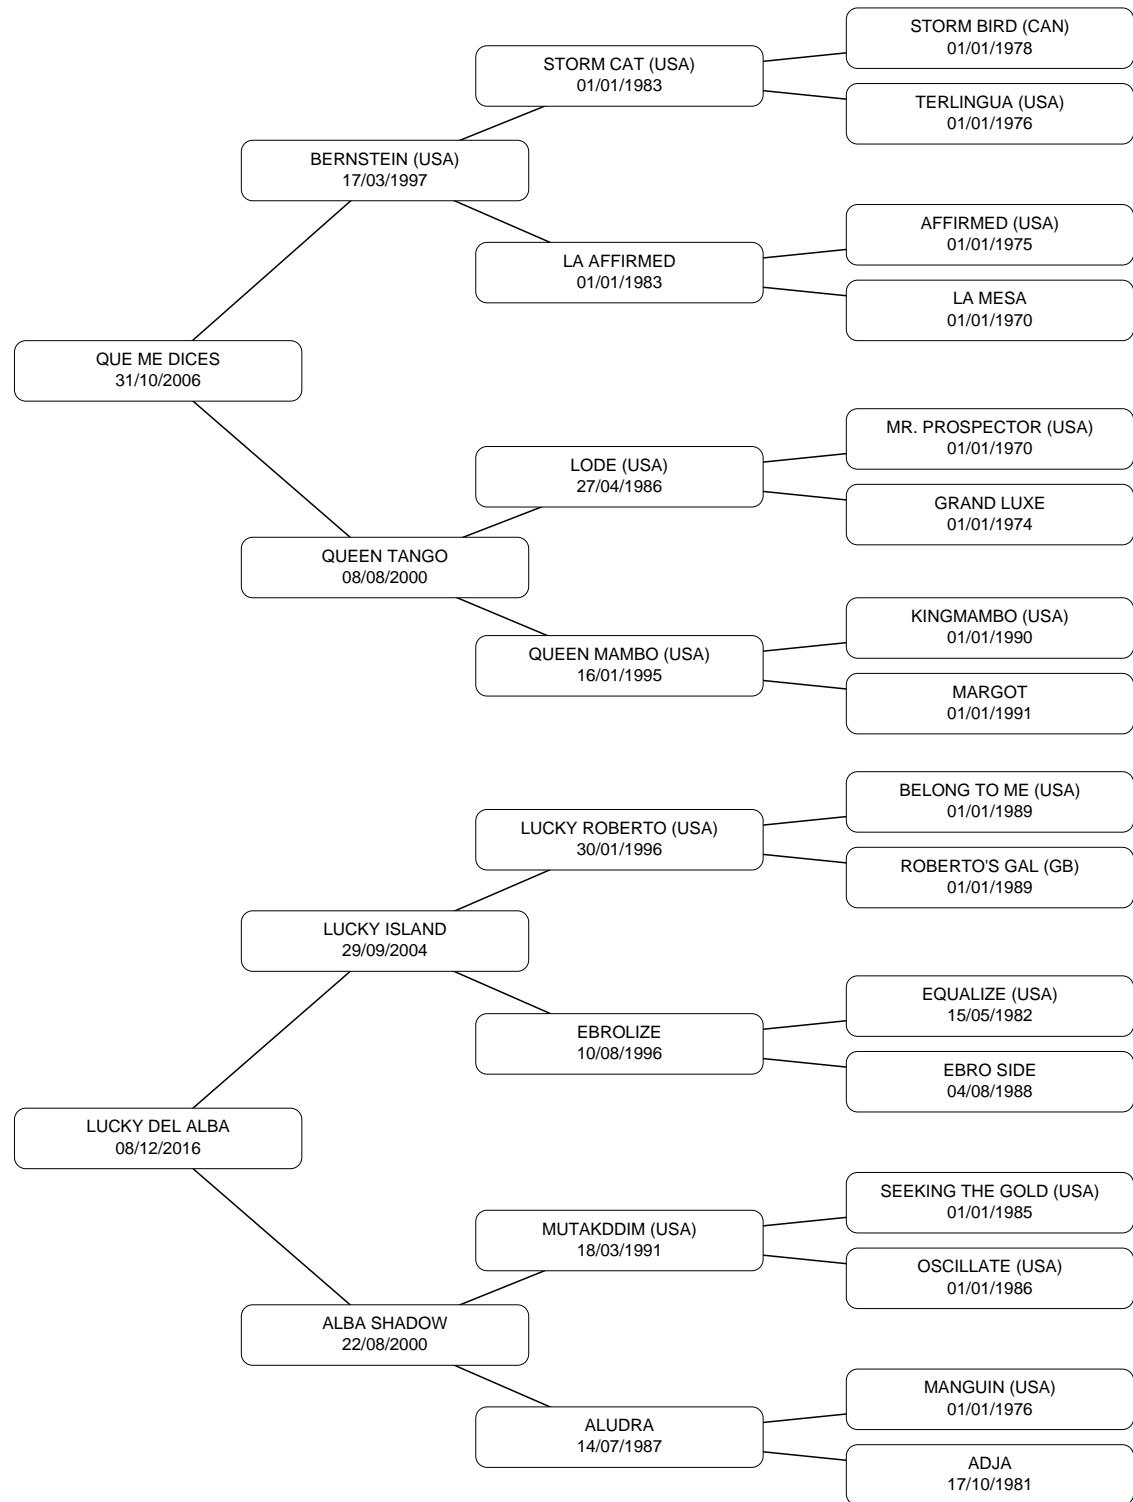 STORM BIRD (CAN)
01/01/1978
STORM CAT (USA)
01/01/1983
TERLINGUA (USA)
01/01/1976
BERNSTEIN (USA)
17/03/1997
AFFIRMED (USA)
01/01/1975
LA AFFIRMED
01/01/1983
LA MESA
01/01/1970
QUE ME DICES
31/10/2006
MR. PROSPECTOR (USA)
01/01/1970
LODE (USA)
27/04/1986
GRAND LUXE
01/01/1974
QUEEN TANGO
08/08/2000
KINGMAMBO (USA)
01/01/1990
QUEEN MAMBO (USA)
16/01/1995
MARGOT
01/01/1991
BELONG TO ME (USA)
01/01/1989
LUCKY ROBERTO (USA)
30/01/1996
ROBERTO'S GAL (GB)
01/01/1989
LUCKY ISLAND
29/09/2004
EQUALIZE (USA)
15/05/1982
EBROLIZE
10/08/1996
EBRO SIDE
04/08/1988
LUCKY DEL ALBA
08/12/2016
SEEKING THE GOLD (USA)
01/01/1985
MUTAKDDIM (USA)
18/03/1991
OSCILLATE (USA)
01/01/1986
ALBA SHADOW
22/08/2000
MANGUIN (USA)
01/01/1976
ALUDRA
14/07/1987
ADJA
17/10/1981